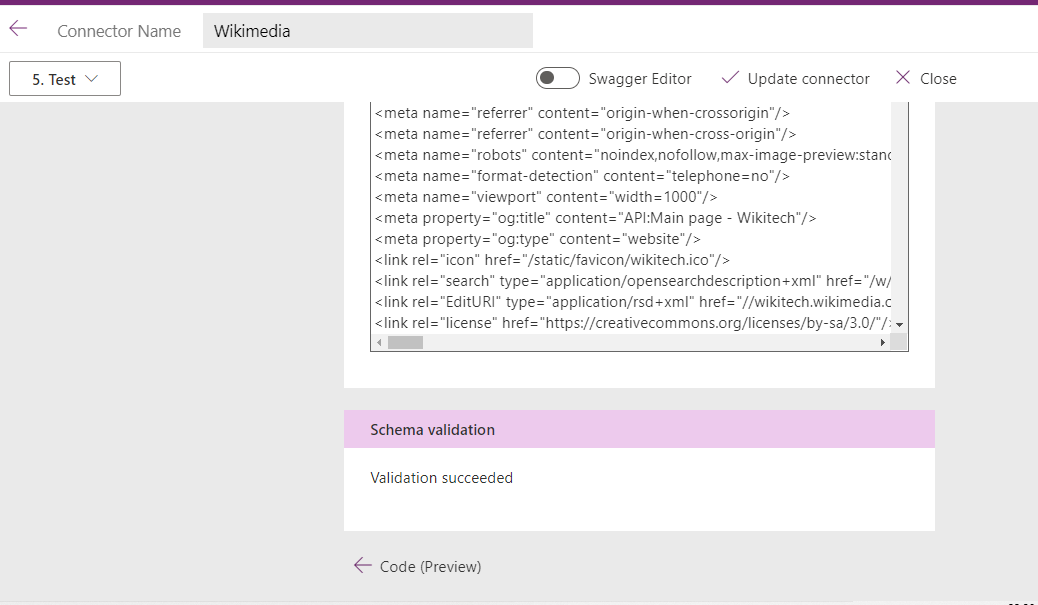 Connector Name
Wikimedia
5. Test
Swagger Editor
Update connector
Close
<meta name="referrer" content="origin-when-crossorigin"/>
<meta name="referrer" content="origin-when-cross-origin"/>
<meta name="robots" content="noindex,nofollow,max-image-preview:stanc
<meta name="format-detection" content="telephone=no"/>
<meta name="viewport" content="width=1000"/>
<meta property="og:title" content="API:Main page - Wikitech"/>
<meta property="og:type" content="website"/>
<link rel="icon" href="/static/favicon/wikitech.ico"/>
<link rel="search" type="application/opensearchdescription+xml" href="/w/
<link rel="EditURI" type="application/rsd+xml" href="//wikitech.wikimedia.c
<link rel="license" href="https://creativecommons.org/licenses/by-sa/3.0/"/>
Schema validation
Validation succeeded
Code (Preview)